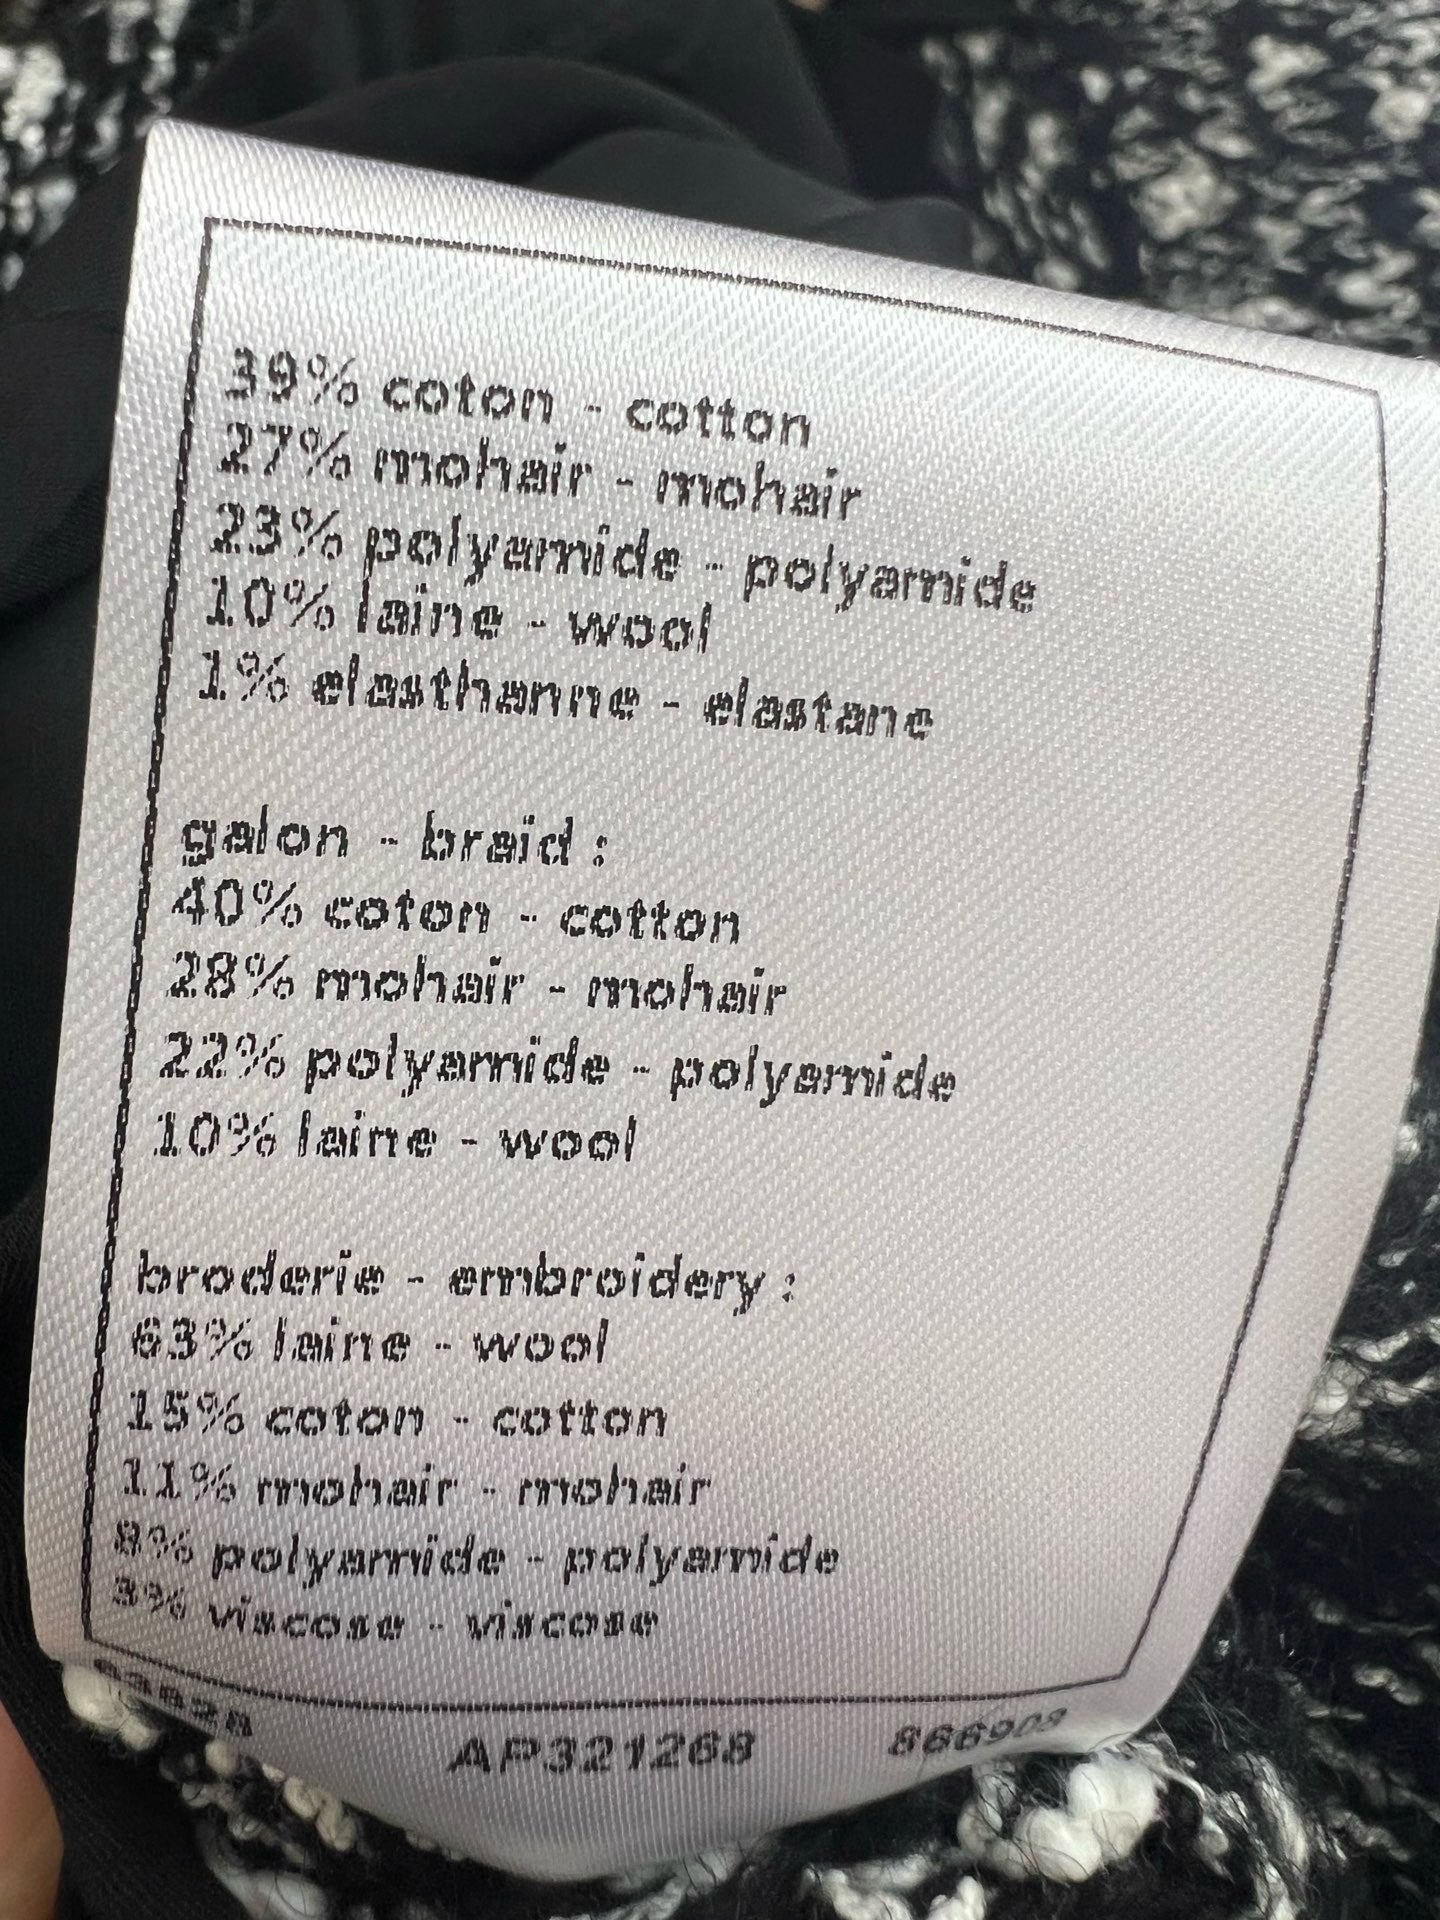 39% coton - cotton
27% mohair - mohair
23% polyamide - polyamide
10% laine - wool
1% elasthanne - elastane
galon - braid :
40% coton - cotton
28% mohair - mohair
22% polyamide - polyamide
10% laine - wool
broderie - embroidery :
63% laine - wool
15% coton - cotton
11% mohair - mohair
8% polyamide - polyamide
3% viscose - viscose
AP321268 866908